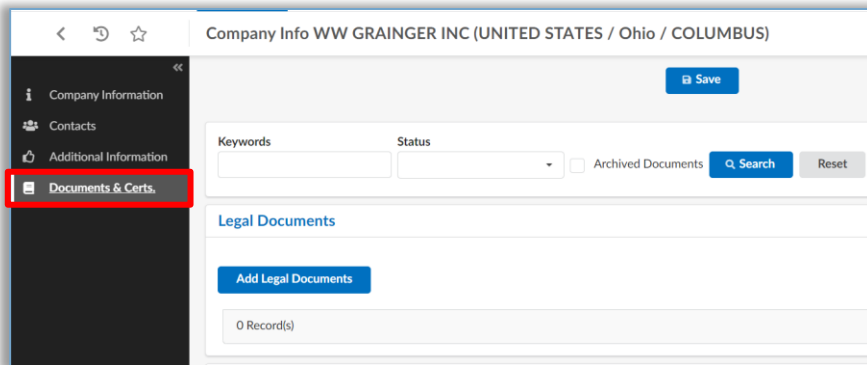 Company Info WW GRAINGER INC (UNITED STATES / Ohio / COLUMBUS)
Company Information
Contacts
Additional Information
Documents & Certs.
Save
Keywords
Status
Archived Documents
Search
Reset
Legal Documents
Add Legal Documents
0 Record(s)